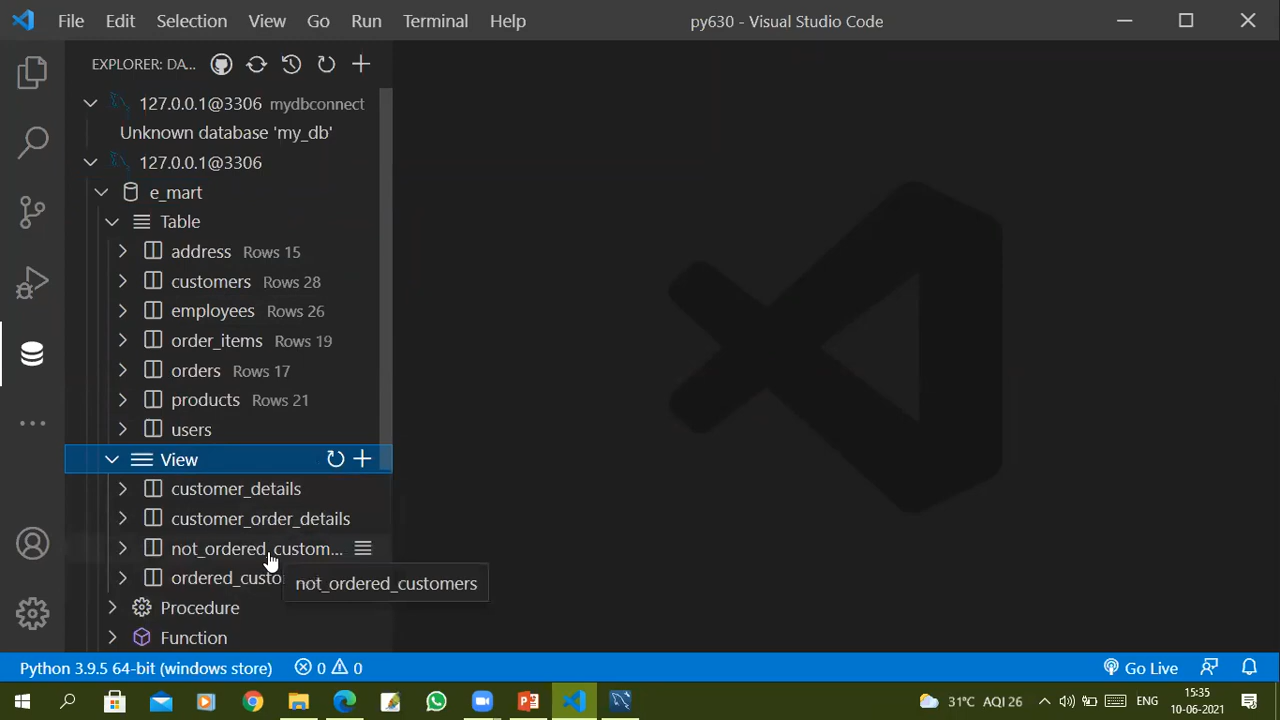 File Edit Selection View Go Run Terminal Help py630 - Visual Studio Code
EXPLORER: DA...
127.0.0.1@3306 mydbconnect
Unknown database 'my_db'
127.0.0.1@3306
e_mart
Table
address Rows 15
customers Rows 28
employees Rows 26
order_items Rows 19
orders Rows 17
products Rows 21
users
View
customer_details
customer_order_details
not_ordered_custom...
ordered_custo
not_ordered_customers
Procedure
Function
Python 3.9.5 64-bit (windows store) 0 0 Go Live
31°C AQI 26 ENG 15:35
10-06-2021